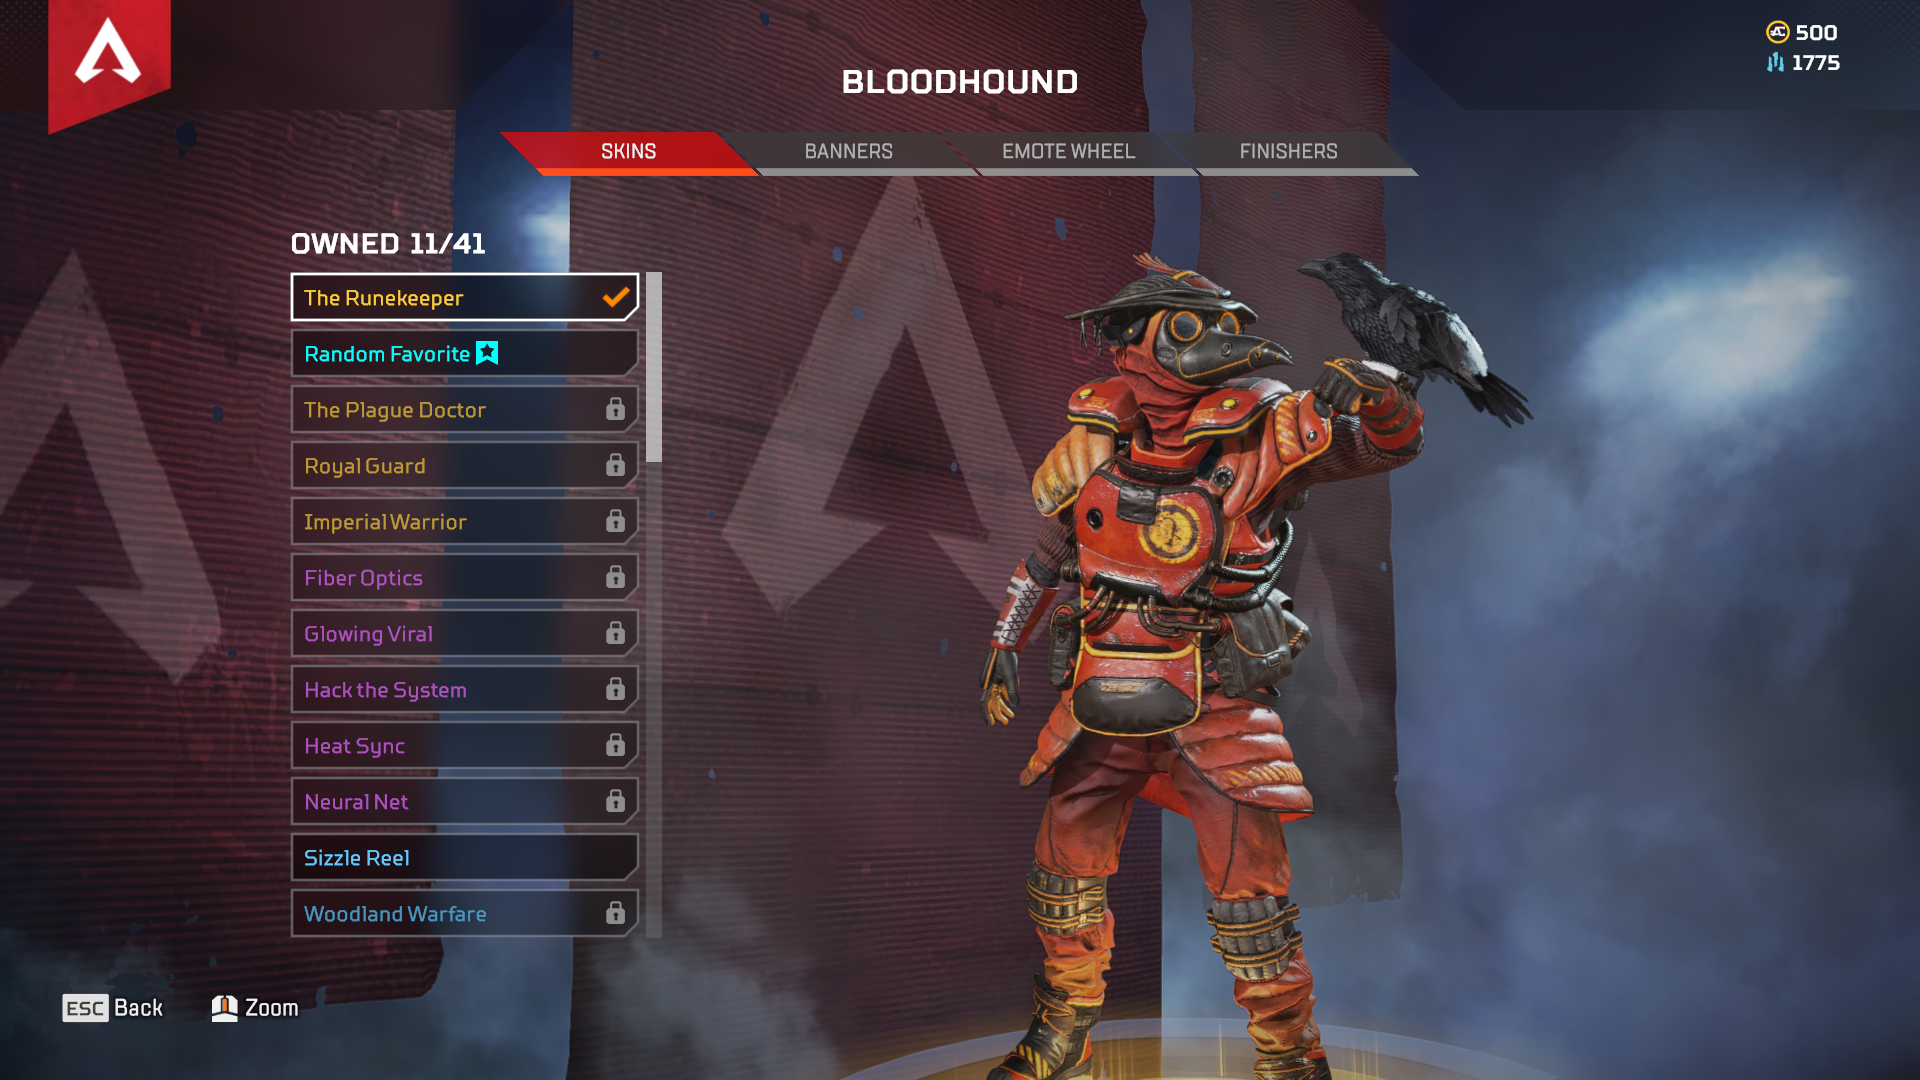 500
1775
BLOODHOUND
SKINS
BANNERS
EMOTE WHEEL
FINISHERS
OWNED 11/41
The Runekeeper
Random Favorite
The Plague Doctor
Royal Guard
Imperial Warrior
Fiber Optics
Glowing Viral
Hack the System
Heat Sync
Neural Net
Sizzle Reel
Woodland Warfare
ESC Back
Zoom